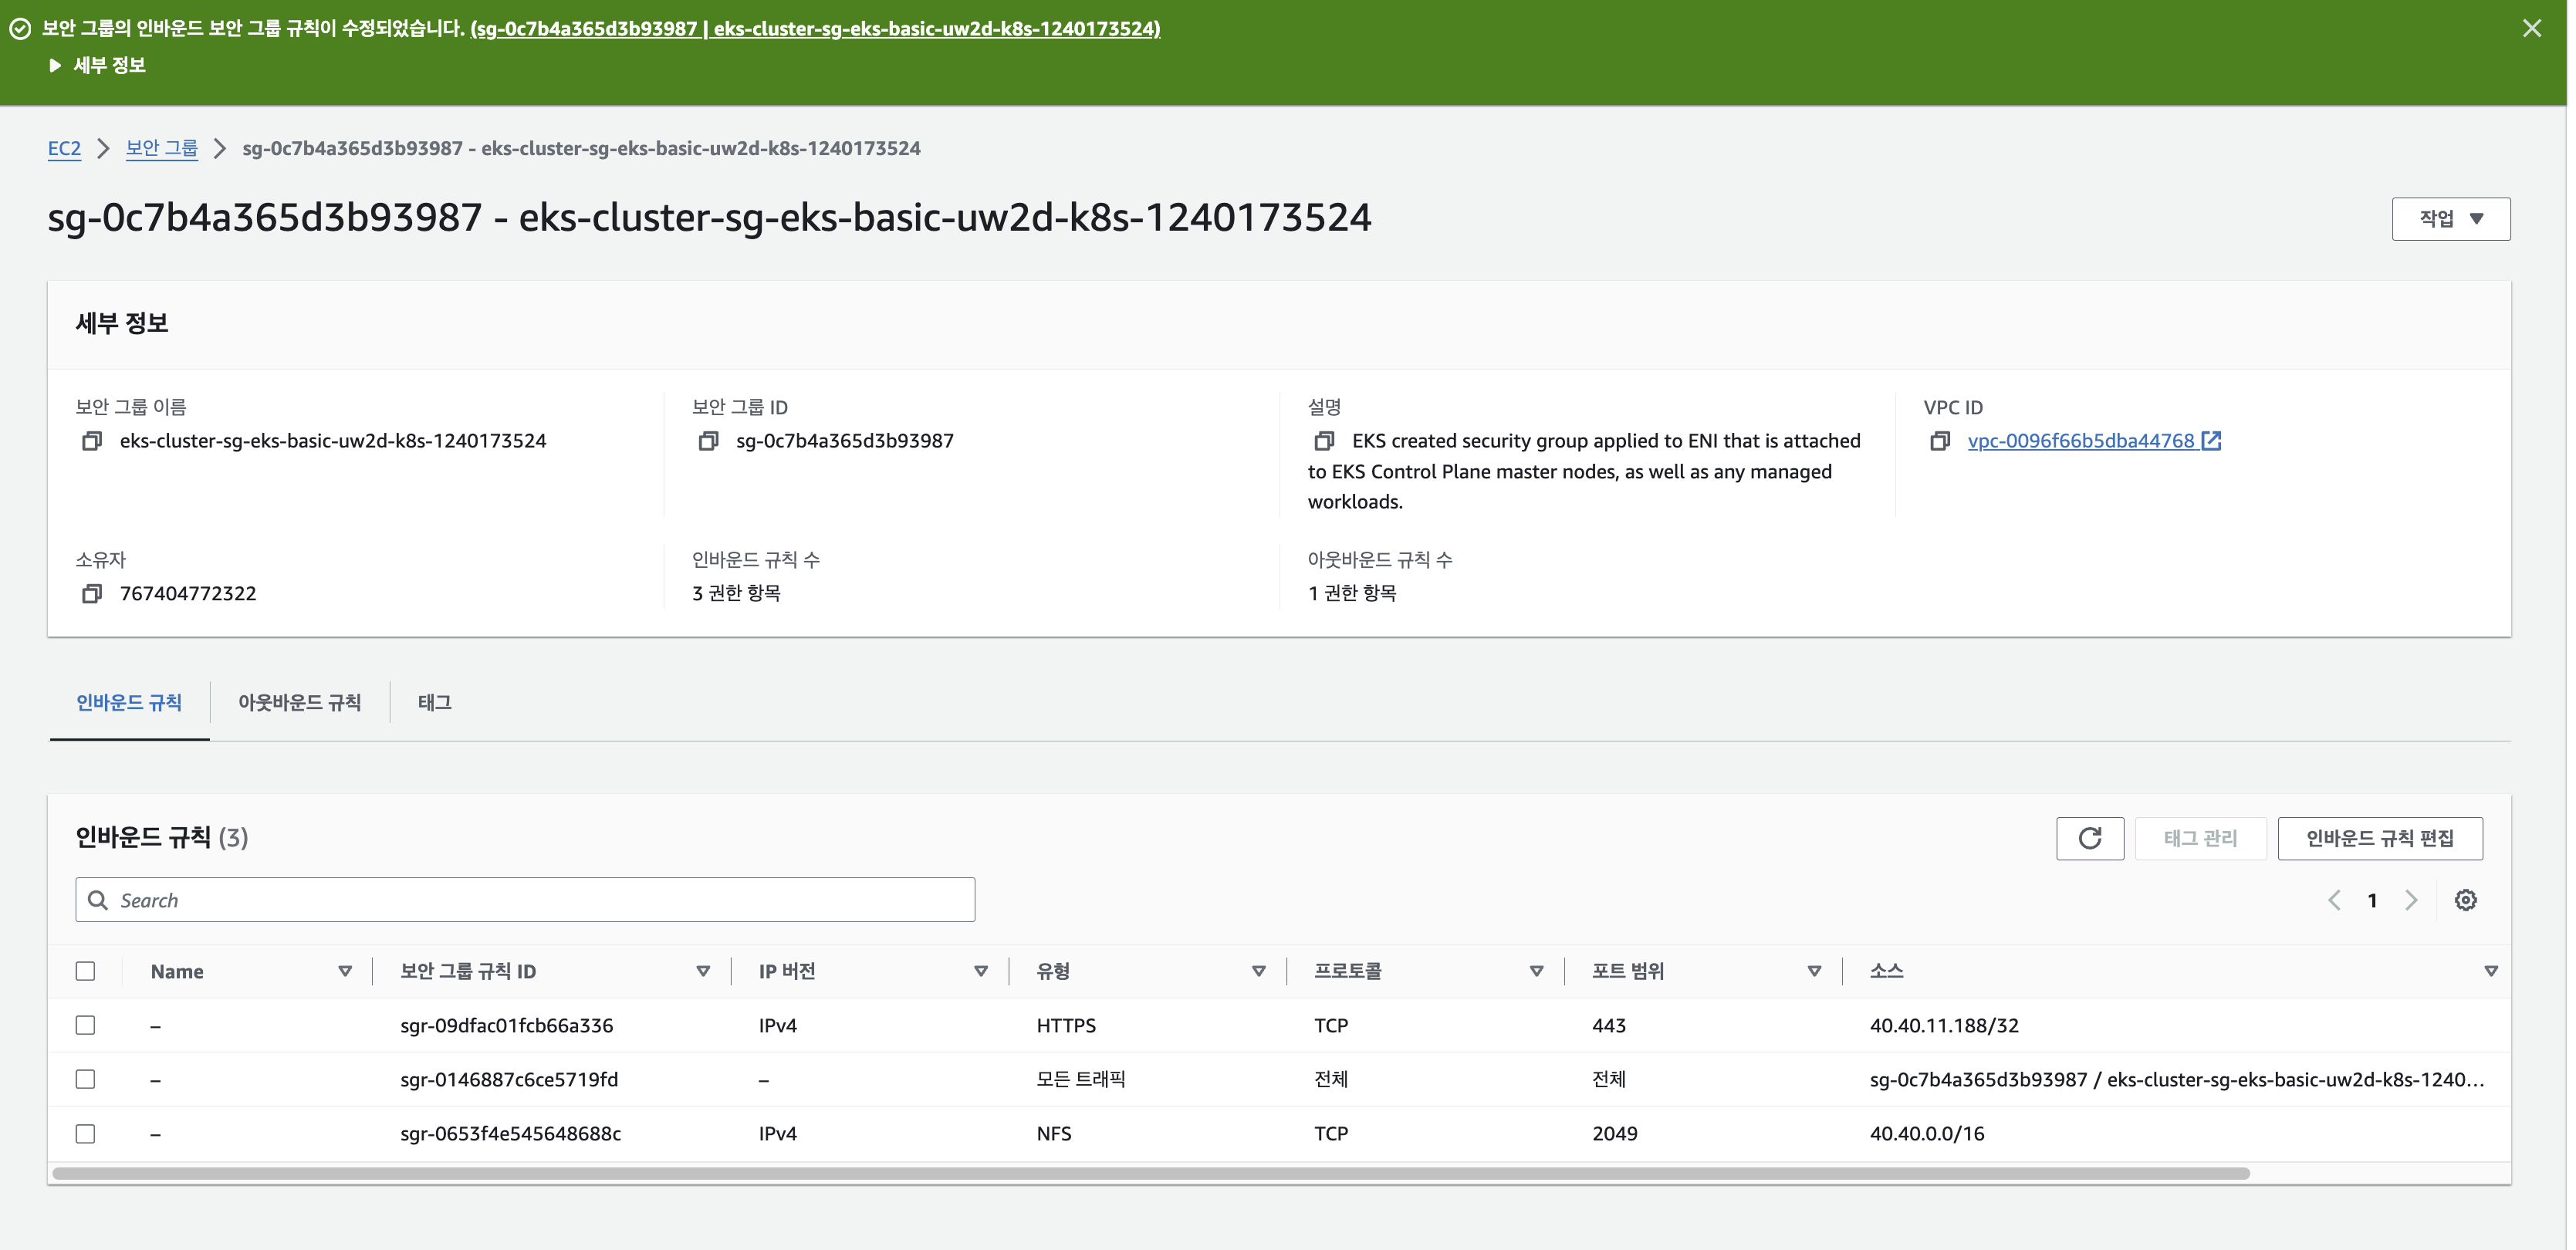 보안 그룹의 인바운드 보안 그룹 규칙이 수정되었습니다. (sg-0c7b4a365d3b93987 | eks-cluster-sg-eks-basic-uw2d-k8s-1240173524)
세부 정보
EC2 > 보안 그룹 > sg-0c7b4a365d3b93987 - eks-cluster-sg-eks-basic-uw2d-k8s-1240173524
sg-0c7b4a365d3b93987 - eks-cluster-sg-eks-basic-uw2d-k8s-1240173524
작업
세부 정보
보안 그룹 이름
eks-cluster-sg-eks-basic-uw2d-k8s-1240173524
보안 그룹 ID
sg-0c7b4a365d3b93987
설명
EKS created security group applied to ENI that is attached
to EKS Control Plane master nodes, as well as any managed
workloads.
VPC ID
vpc-0096f66b5dba44768
소유자
767404772322
인바운드 규칙 수
3 권한 항목
아웃바운드 규칙 수
1 권한 항목
인바운드 규칙 아웃바운드 규칙 태그
인바운드 규칙 (3)
태그 관리 인바운드 규칙 편집
Search
1
Name 보안 그룹 규칙 ID IP 버전 유형 프로토콜 포트 범위 소스
– sgr-09dfac01fcb66a336 IPv4 HTTPS TCP 443 40.40.11.188/32
– sgr-0146887c6ce5719fd – 모든 트래픽 전체 전체 sg-0c7b4a365d3b93987 / eks-cluster-sg-eks-basic-uw2d-k8s-1240...
– sgr-0653f4e545648688c IPv4 NFS TCP 2049 40.40.0.0/16